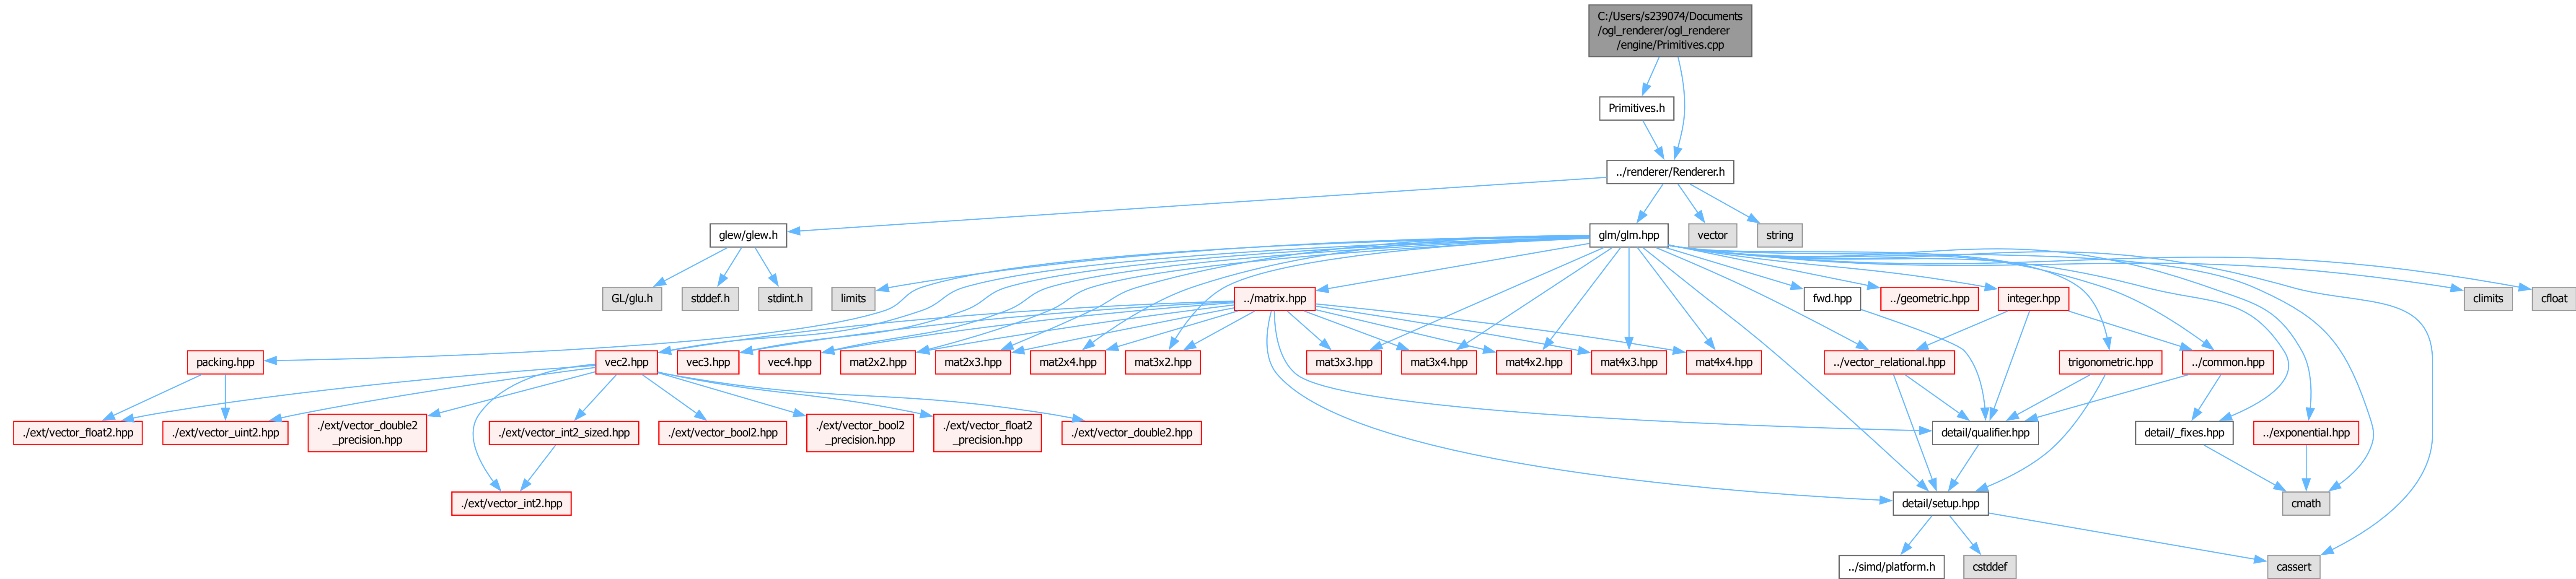 C:/Users/s239074/Documents
/ogl_renderer/ogl_renderer
/engine/Primitives.cpp
Primitives.h
../renderer/Renderer.h
glew/glew.h
glm/glm.hpp
vector
string
GL/glu.h
stddef.h
stdint.h
limits
../matrix.hpp
fwd.hpp
../geometric.hpp
integer.hpp
climits
cfloat
packing.hpp
vec2.hpp
vec3.hpp
vec4.hpp
mat2x2.hpp
mat2x3.hpp
mat2x4.hpp
mat3x2.hpp
mat3x3.hpp
mat3x4.hpp
mat4x2.hpp
mat4x3.hpp
mat4x4.hpp
../vector_relational.hpp
trigonometric.hpp
../common.hpp
./ext/vector_float2.hpp
./ext/vector_uint2.hpp
./ext/vector_double2
_precision.hpp
./ext/vector_int2_sized.hpp
./ext/vector_bool2.hpp
./ext/vector_bool2
_precision.hpp
./ext/vector_float2
_precision.hpp
./ext/vector_double2.hpp
detail/qualifier.hpp
detail/_fixes.hpp
../exponential.hpp
./ext/vector_int2.hpp
detail/setup.hpp
cmath
../simd/platform.h
cstddef
cassert